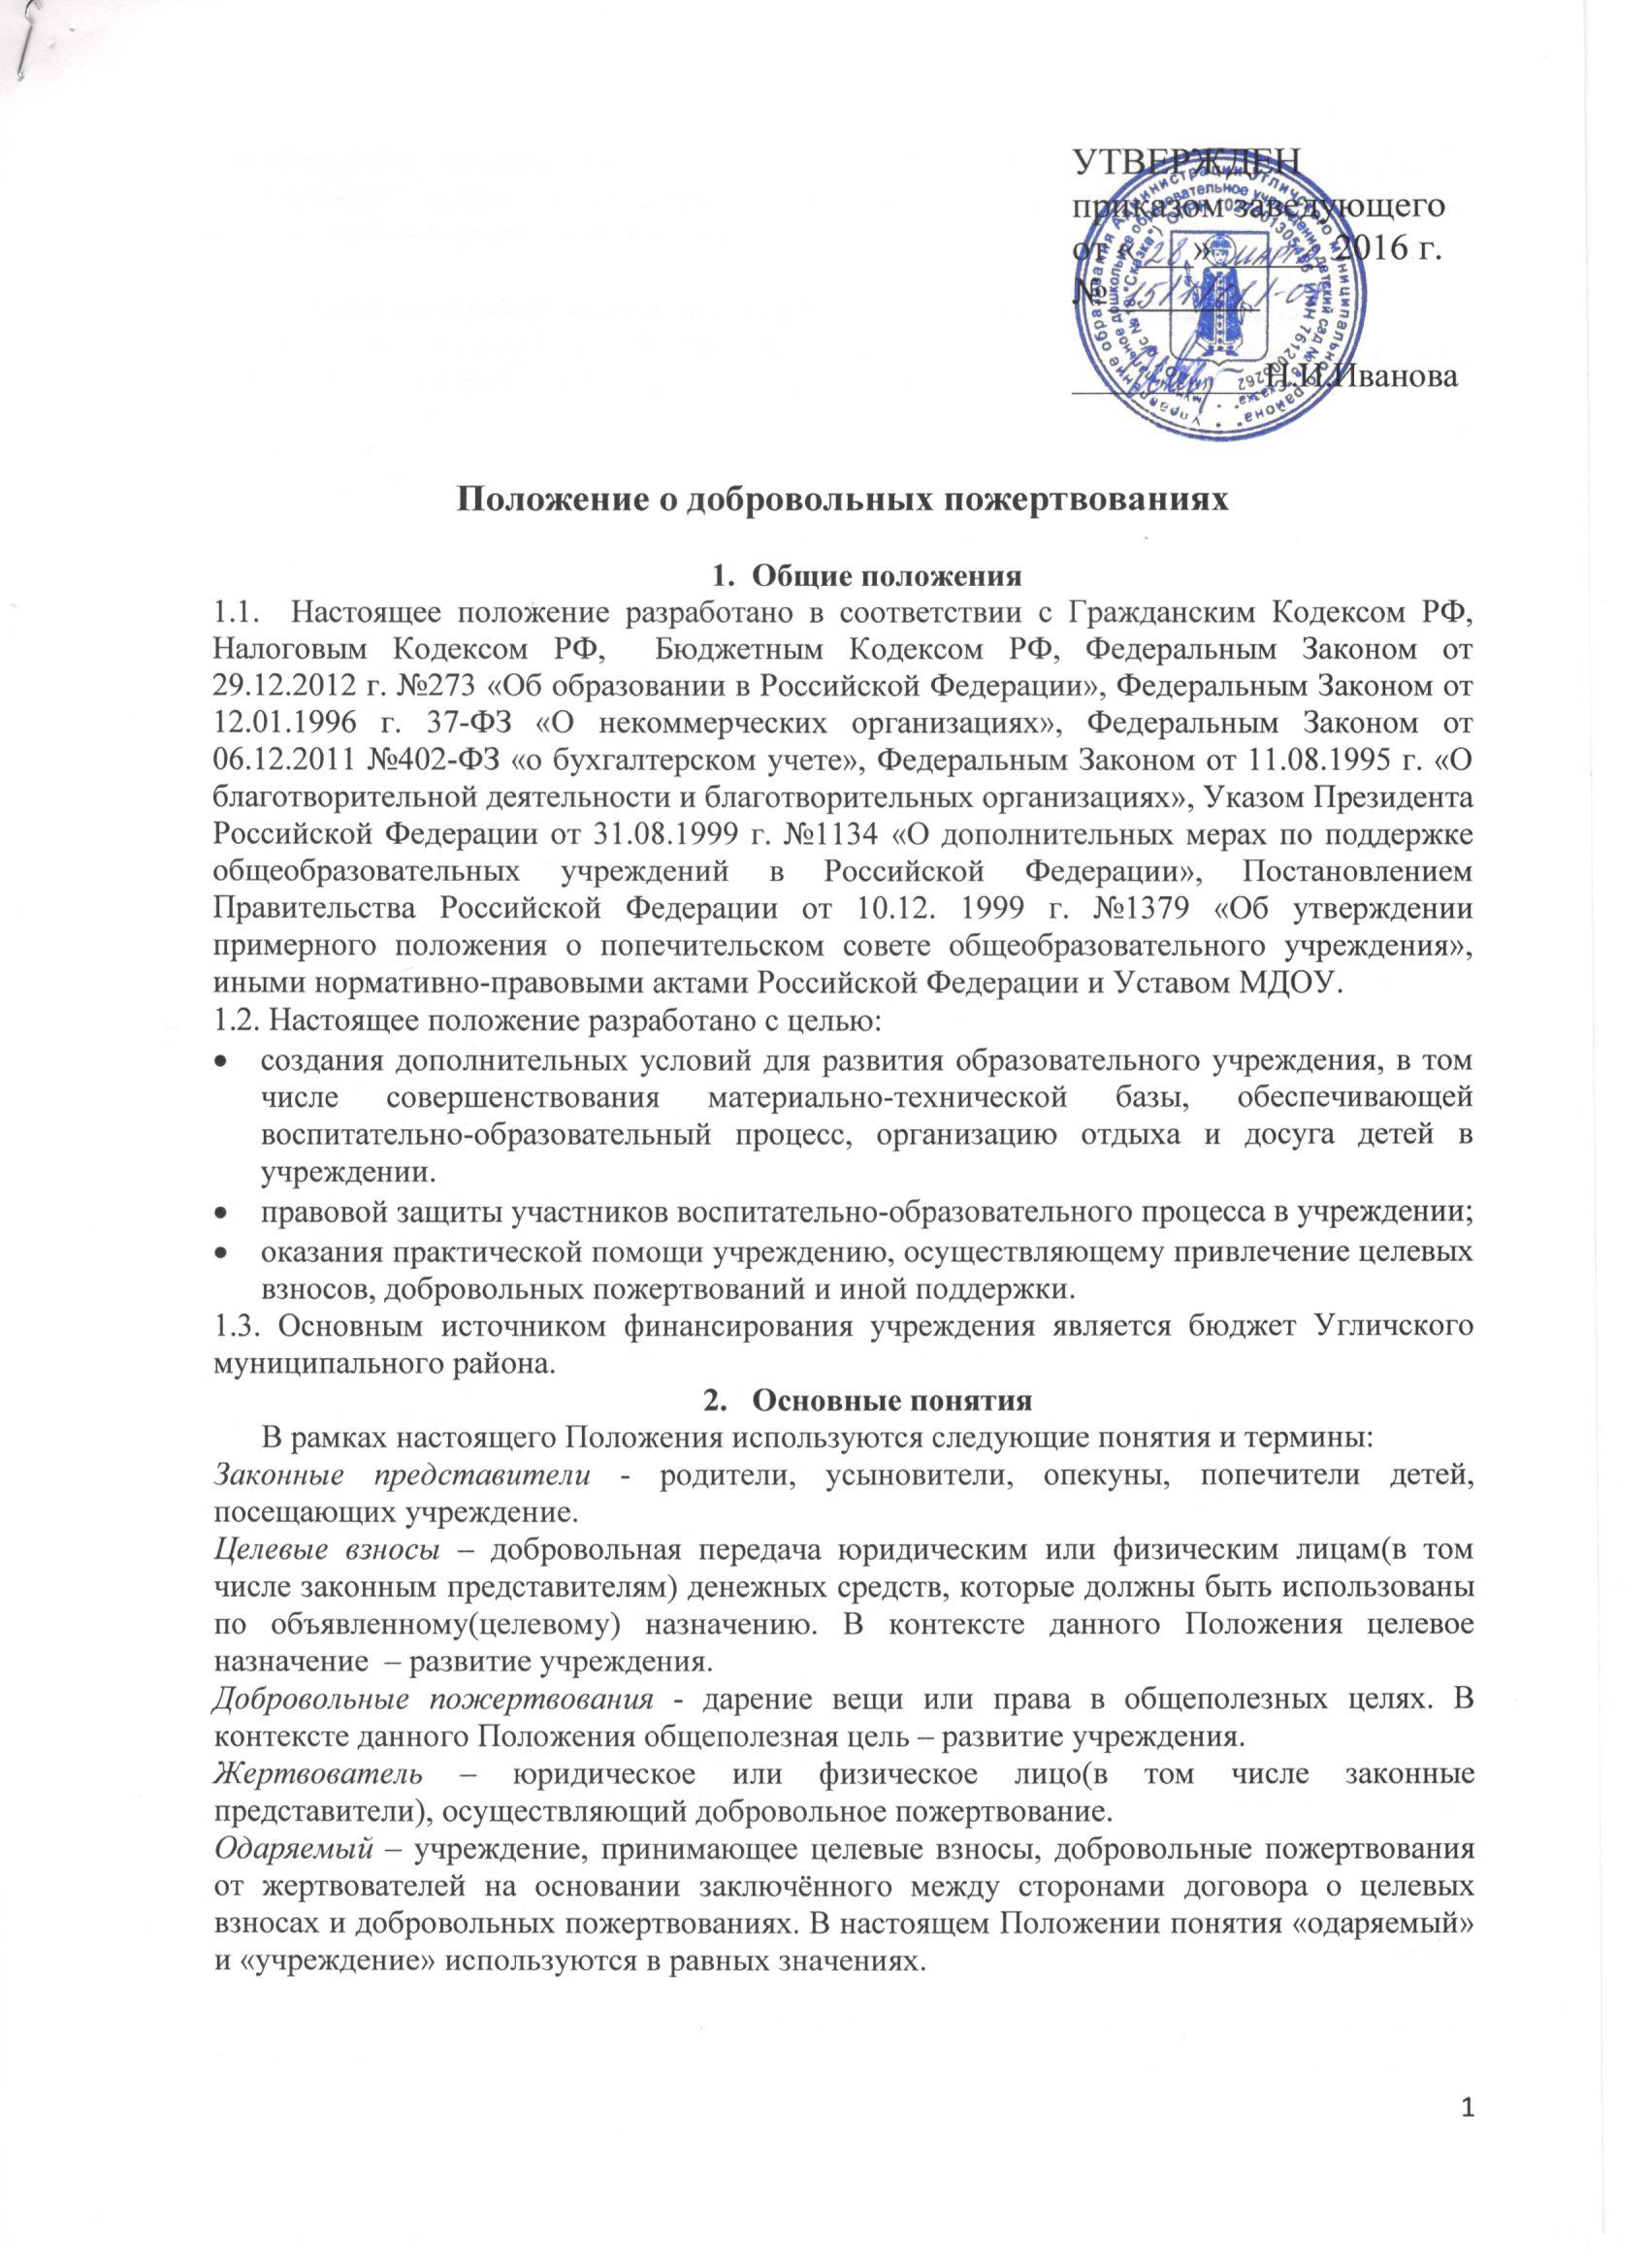 УТВЕРЖДЕН
приказом заведующего
от «28» марта 2016 г.
№
Н.И.Иванова
Положение о добровольных пожертвованиях
1. Общие положения
1.1. Настоящее положение разработано в соответствии с Гражданским Кодексом РФ,
Налоговым Кодексом РФ, Бюджетным Кодексом РФ, Федеральным Законом от
29.12.2012 г. №273 «Об образовании в Российской Федерации», Федеральным Законом от
12.01.1996 г. 37-ФЗ «О некоммерческих организациях», Федеральным Законом от
06.12.2011 №402-ФЗ «о бухгалтерском учете», Федеральным Законом от 11.08.1995 г. «О
благотворительной деятельности и благотворительных организациях», Указом Президента
Российской Федерации от 31.08.1999 г. №1134 «О дополнительных мерах по поддержке
общеобразовательных учреждений в Российской Федерации», Постановлением
Правительства Российской Федерации от 10.12. 1999 г. №1379 «Об утверждении
примерного положения о попечительском совете общеобразовательного учреждения»,
иными нормативно-правовыми актами Российской Федерации и Уставом МДОУ.
1.2. Настоящее положение разработано с целью:
• создания дополнительных условий для развития образовательного учреждения, в том
числе совершенствования материально-технической базы, обеспечивающей
воспитательно-образовательный процесс, организацию отдыха и досуга детей в
учреждении.
• правовой защиты участников воспитательно-образовательного процесса в учреждении;
• оказания практической помощи учреждению, осуществляющему привлечение целевых
взносов, добровольных пожертвований и иной поддержки.
1.3. Основным источником финансирования учреждения является бюджет Угличского
муниципального района.
2. Основные понятия
В рамках настоящего Положения используются следующие понятия и термины:
Законные представители - родители, усыновители, опекуны, попечители детей,
посещающих учреждение.
Целевые взносы – добровольная передача юридическим или физическим лицам(в том
числе законным представителям) денежных средств, которые должны быть использованы
по объявленному(целевому) назначению. В контексте данного Положения целевое
назначение – развитие учреждения.
Добровольные пожертвования - дарение вещи или права в общеполезных целях. В
контексте данного Положения общеполезная цель – развитие учреждения.
Жертвователь – юридическое или физическое лицо(в том числе законные
представители), осуществляющий добровольное пожертвование.
Одаряемый – учреждение, принимающее целевые взносы, добровольные пожертвования
от жертвователей на основании заключённого между сторонами договора о целевых
взносах и добровольных пожертвованиях. В настоящем Положении понятия «одаряемый»
и «учреждение» используются в равных значениях.
1